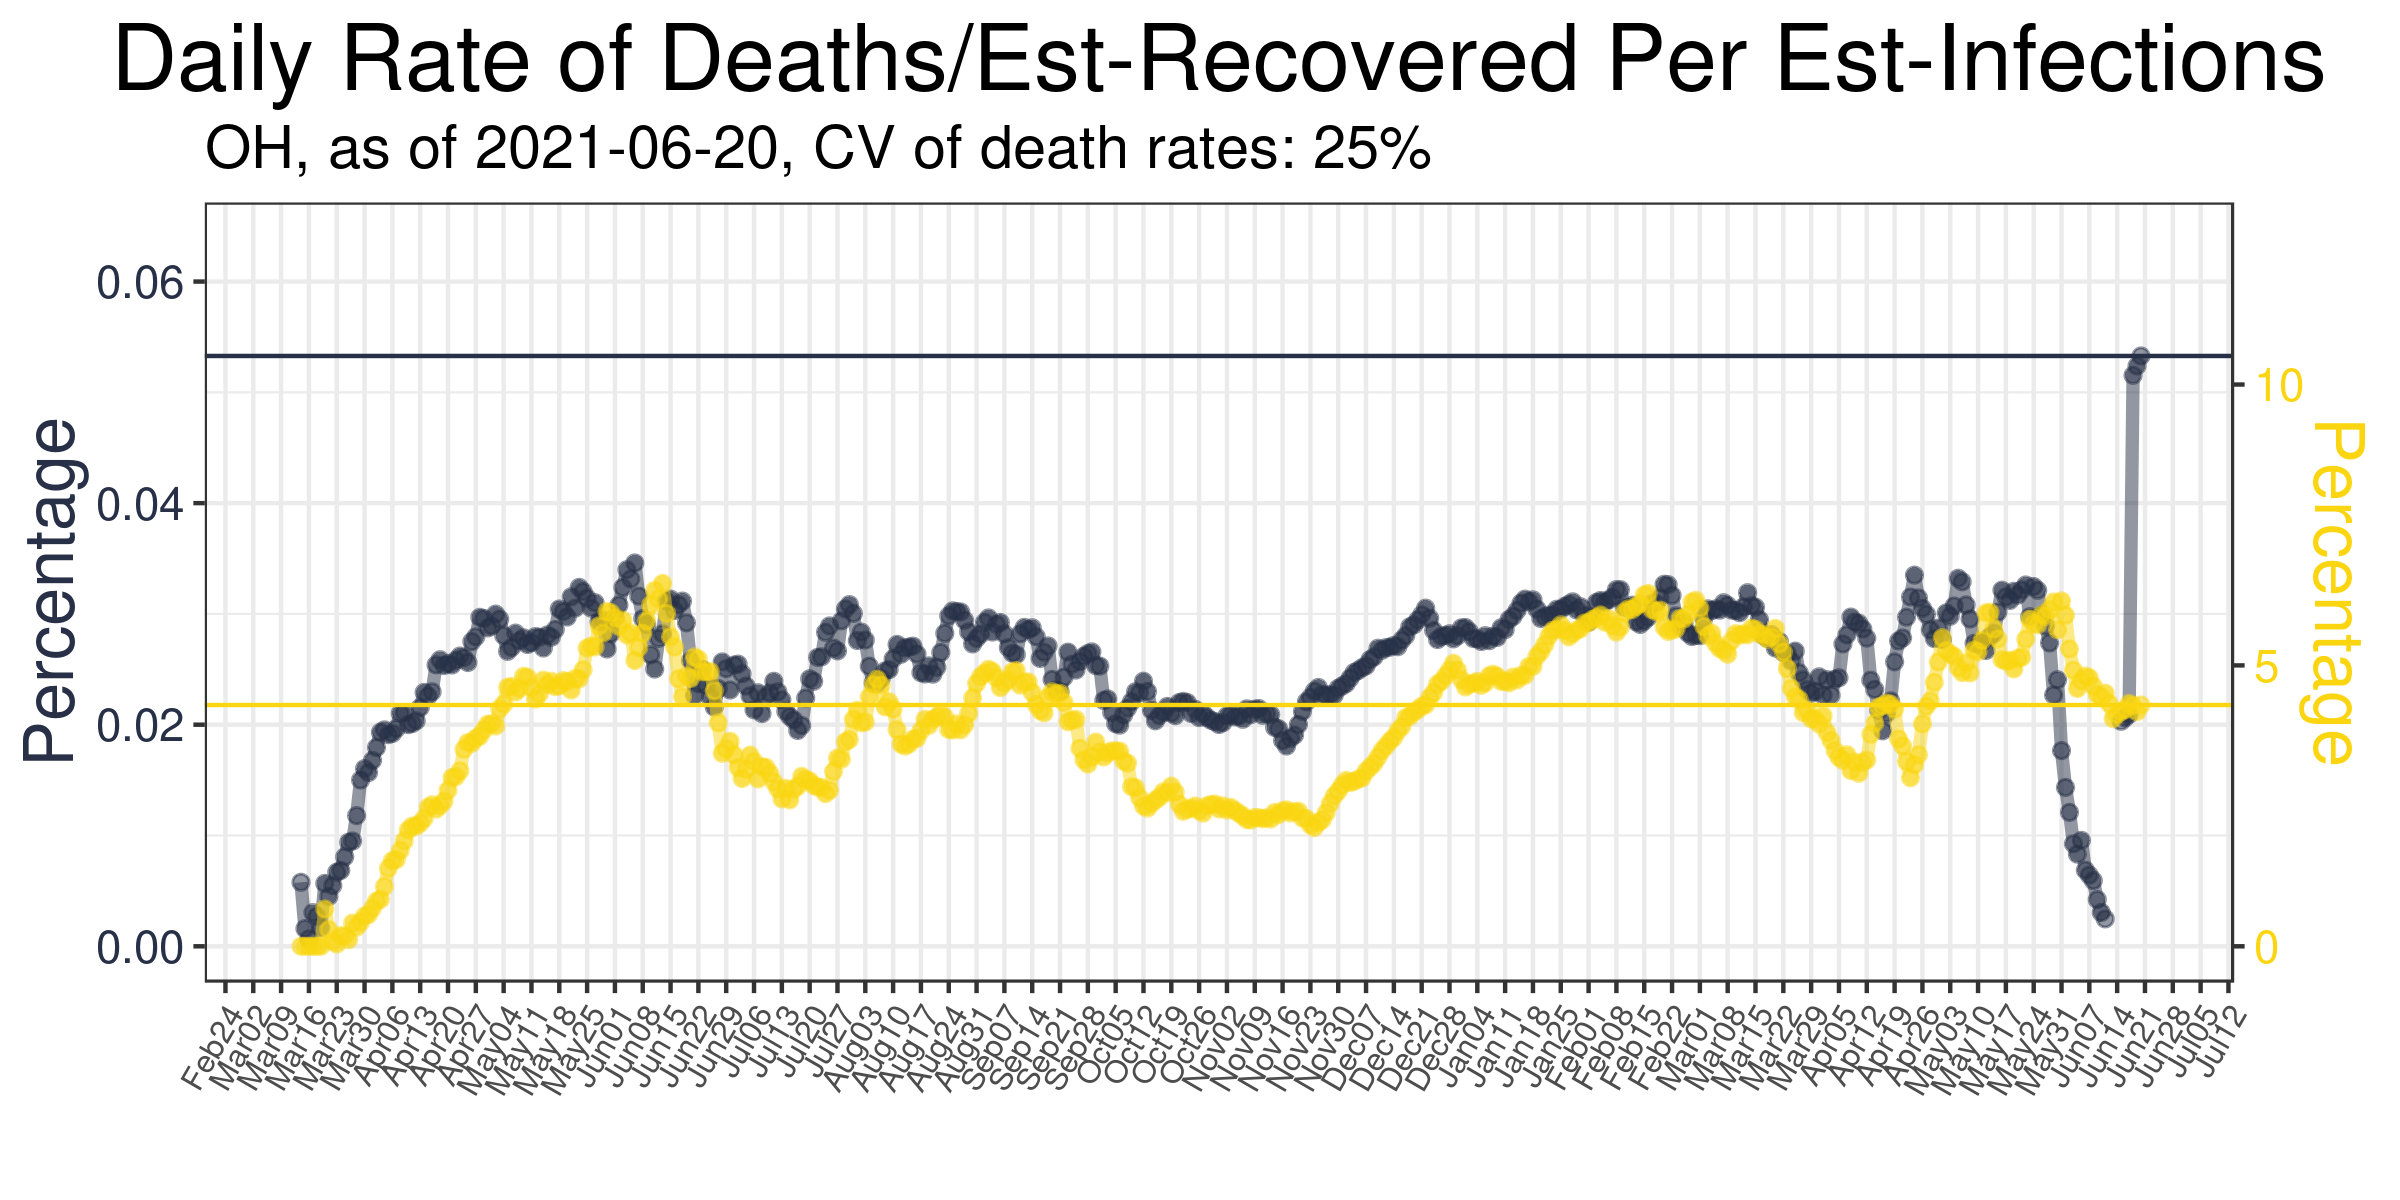 Daily Rate of Deaths/Est-Recovered Per Est-Infections
OH, as of 2021-06-20, CV of death rates: 25%
Percentage
0.06
0.04
0.02
0.00
10
5
0
Percentage
Feb24
Mar02
Mar09
Mar16
Mar23
Mar30
Apr06
Apr13
Apr20
Apr27
May04
May11
May18
May25
Jun01
Jun08
Jun15
Jun22
Jun29
Jul06
Jul13
Jul20
Jul27
Aug03
Aug10
Aug17
Aug24
Aug31
Sep07
Sep14
Sep21
Sep28
Oct05
Oct12
Oct19
Oct26
Nov02
Nov09
Nov16
Nov23
Nov30
Dec07
Dec14
Dec21
Dec28
Jan04
Jan11
Jan18
Jan25
Feb01
Feb08
Feb15
Feb22
Mar01
Mar08
Mar15
Mar22
Mar29
Apr05
Apr12
Apr19
Apr26
May03
May10
May17
May24
May31
Jun07
Jun14
Jun21
Jun28
Jul05
Jul12